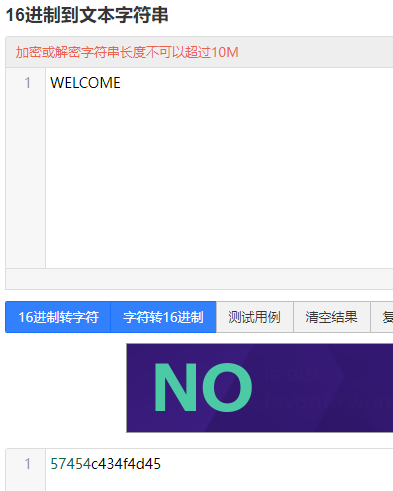 16进制到文本字符串
加密或解密字符串长度不可以超过10M
1 WELCOME
16进制转字符 字符转16进制 测试用例 清空结果
NO
1 57454c434f4d45